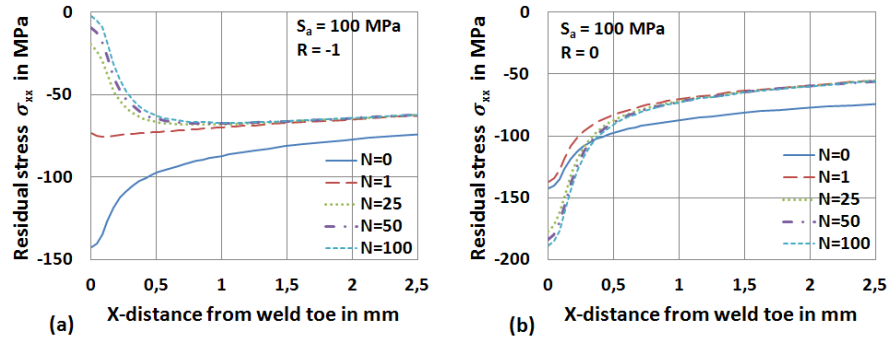 Residual stress σxx in MPa
0
-50
-100
-150
Sa = 100 MPa
R = -1
N=0
N=1
N=25
N=50
N=100
0 0,5 1 1,5 2 2,5
(a) X-distance from weld toe in mm
Residual stress σxx in MPa
0
-50
-100
-150
-200
Sa = 100 MPa
R = 0
N=0
N=1
N=25
N=50
N=100
0 0,5 1 1,5 2 2,5
(b) X-distance from weld toe in mm